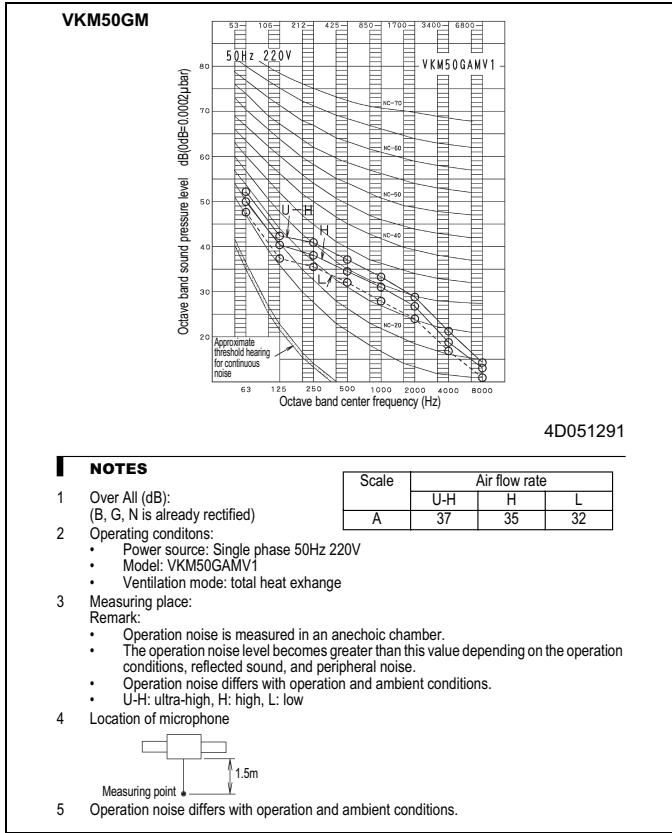 VKM50GM
53 106 212 425 850 1700 3400 6800
50Hz 220V
VKM50GAMV1
Octave band sound pressure level dB(0dB=0.0002µbar)
80
70
60
50
40
30
20
NC-70
NC-60
NC-50
NC-40
NC-20
U-H
H
L
Approximate
threshold hearing
for continuous
noise
63 125 250 500 1000 2000 4000 8000
Octave band center frequency (Hz)
4D051291
NOTES
1 Over All (dB):
(B, G, N is already rectified)
Scale Air flow rate
U-H H L
A 37 35 32
2 Operating conditons:
• Power source: Single phase 50Hz 220V
• Model: VKM50GAMV1
• Ventilation mode: total heat exhange
3 Measuring place:
Remark:
• Operation noise is measured in an anechoic chamber.
• The operation noise level becomes greater than this value depending on the operation
conditions, reflected sound, and peripheral noise.
• Operation noise differs with operation and ambient conditions.
• U-H: ultra-high, H: high, L: low
4 Location of microphone
1.5m
Measuring point
5 Operation noise differs with operation and ambient conditions.